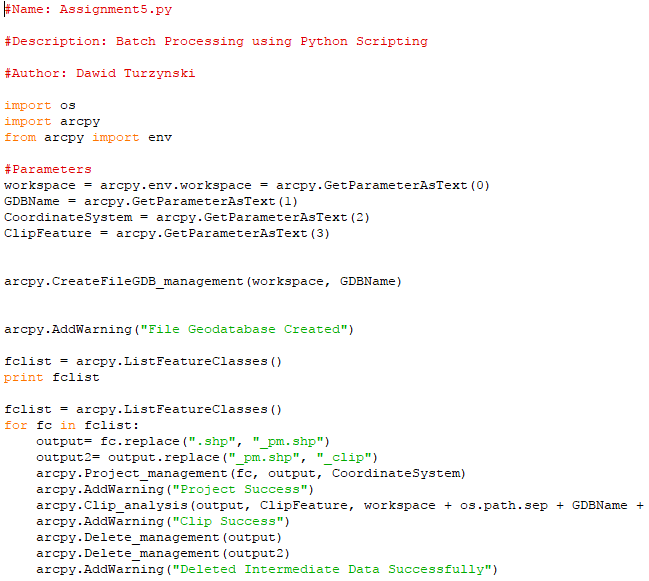 #Name: Assignment5.py
#Description: Batch Processing using Python Scripting
#Author: Dawid Turzynski
import os
import arcpy
from arcpy import env
#Parameters
workspace = arcpy.env.workspace = arcpy.GetParameterAsText(0)
GDBName = arcpy.GetParameterAsText(1)
CoordinateSystem = arcpy.GetParameterAsText(2)
ClipFeature = arcpy.GetParameterAsText(3)
arcpy.CreateFileGDB_management(workspace, GDBName)
arcpy.AddWarning("File Geodatabase Created")
fclist = arcpy.ListFeatureClasses()
print fclist
fclist = arcpy.ListFeatureClasses()
for fc in fclist:
    output= fc.replace(".shp", "_pm.shp")
    output2= output.replace("_pm.shp", "_clip")
    arcpy.Project_management(fc, output, CoordinateSystem)
    arcpy.AddWarning("Project Success")
    arcpy.Clip_analysis(output, ClipFeature, workspace + os.path.sep + GDBName +
    arcpy.AddWarning("Clip Success")
    arcpy.Delete_management(output)
    arcpy.Delete_management(output2)
    arcpy.AddWarning("Deleted Intermediate Data Successfully")